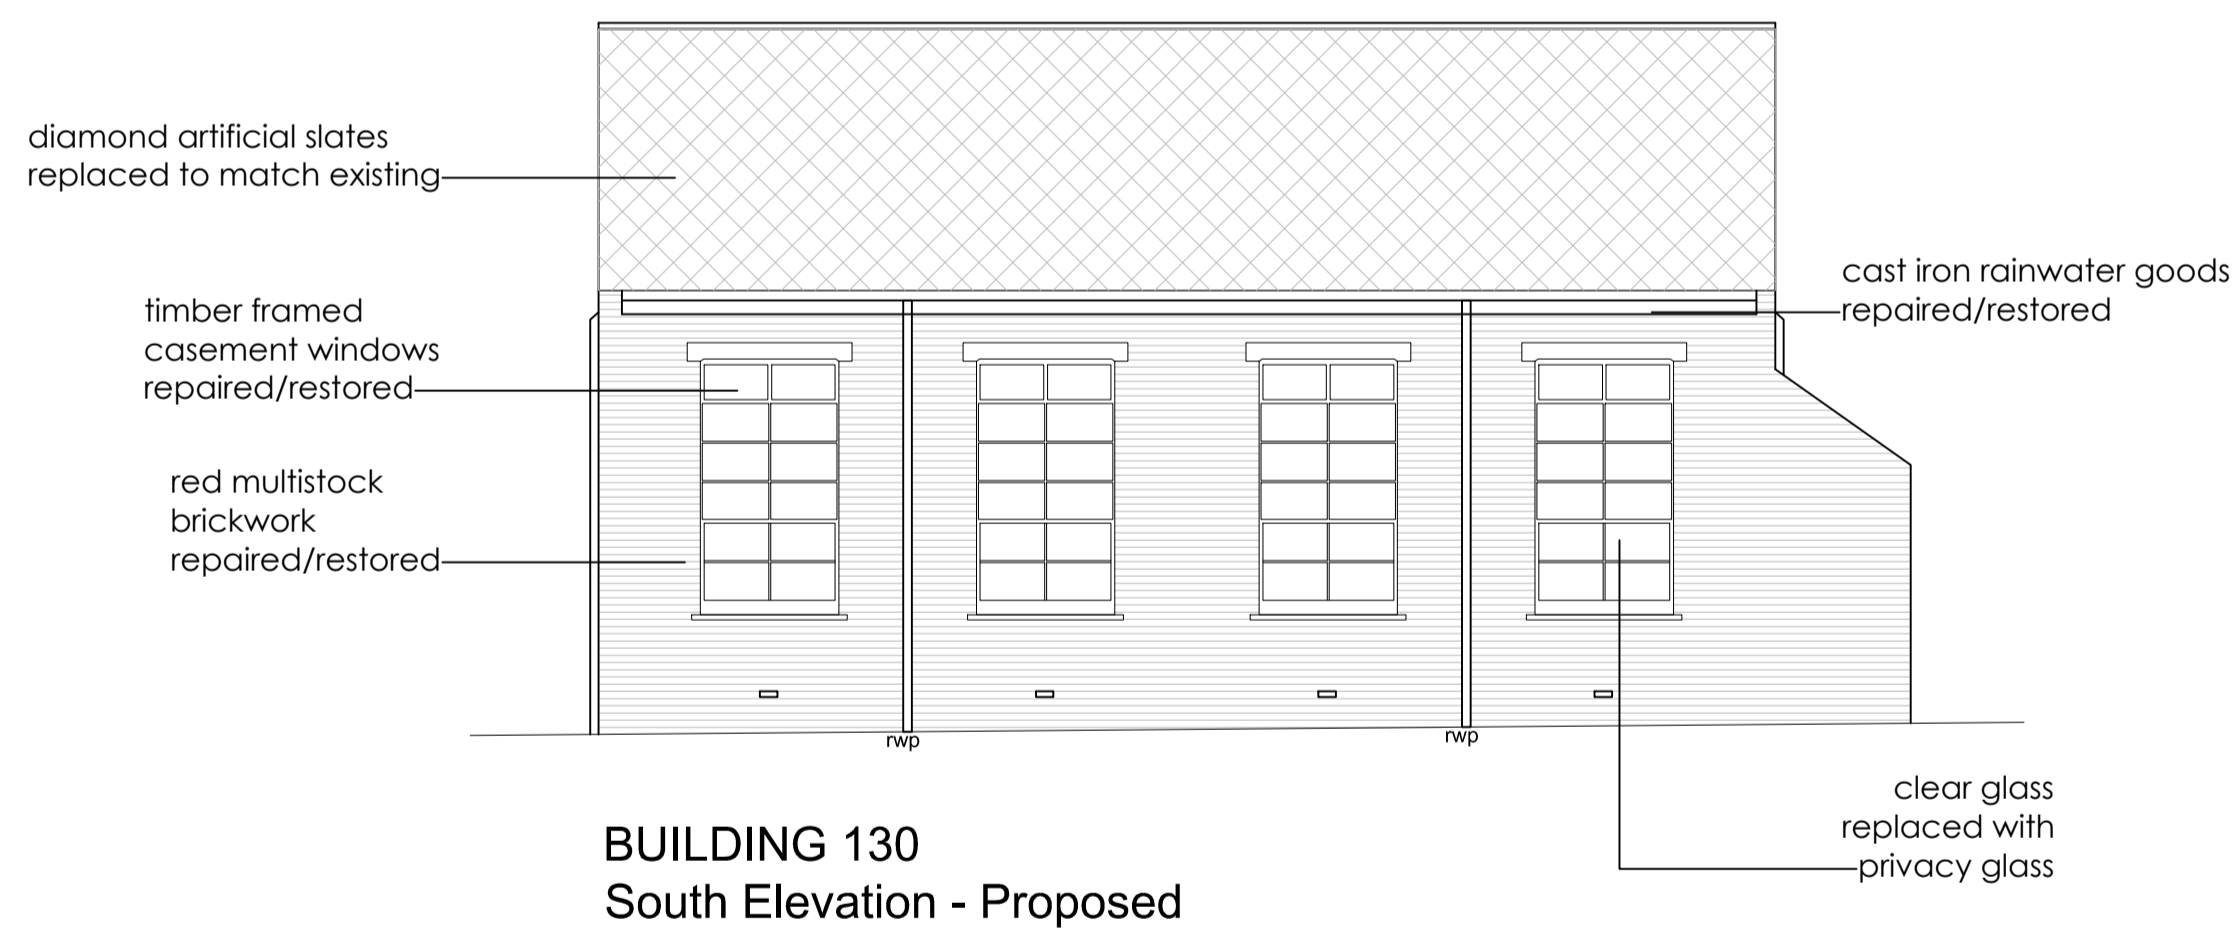 diamond artificial slates
replaced to match existing
timber framed
casement windows
repaired/restored
red multistock
brickwork
repaired/restored
cast iron rainwater goods
repaired/restored
rwp
rwp
clear glass
replaced with
privacy glass
BUILDING 130
South Elevation - Proposed